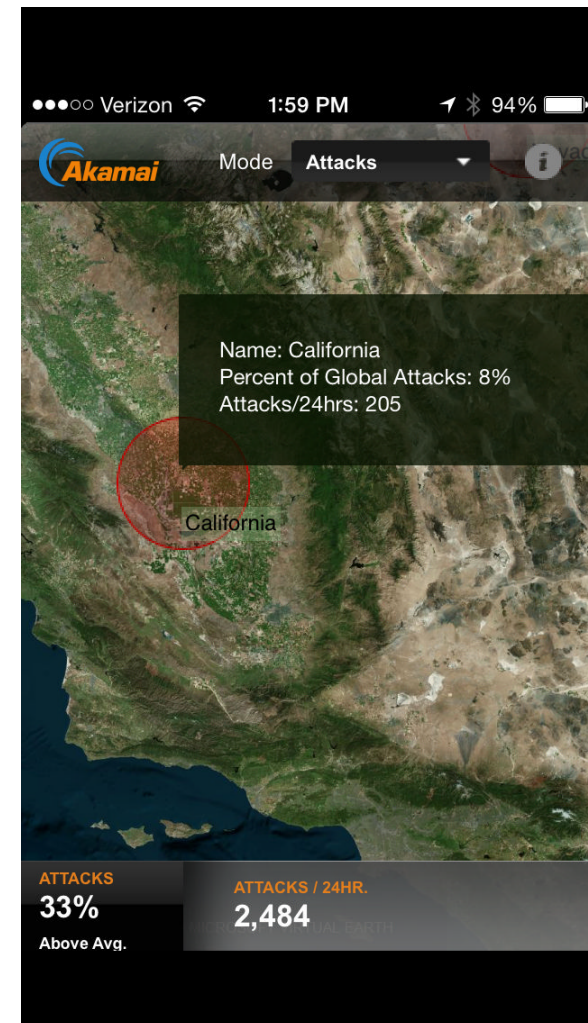 Verizon 1:59 PM 94%
Akamai Mode Attacks i
Name: California
Percent of Global Attacks: 8%
Attacks/24hrs: 205
California
ATTACKS
33%
Above Avg.
ATTACKS / 24HR.
2,484